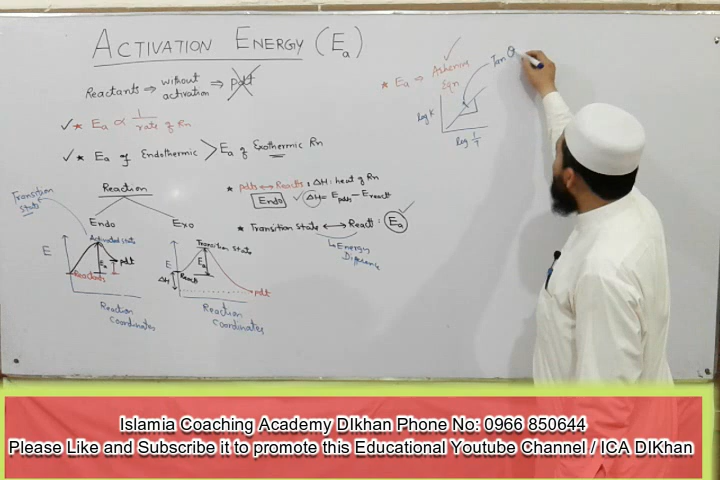 ACTIVATION ENERGY (Ea)
Reactants ⇒ without activation ⇒ pdt
✓* Ea ∝ 1/rate of Rn
✓* Ea of Endothermic > Ea of Exothermic Rn
Reaction
Endo Exo
Transition State
E
Activated state
Ea
pdt
Reactants
Reaction Coordinates
Transition state
E
Ea
React
ΔH
pdt
Reaction Coordinates
* pdts ↔ Reacts: ΔH: heat of Rn
Endo ✓ ΔH = Epdts - Ereact
* Transition State ↔ React: Ea ✓
↳ Energy Difference
* Ea ⇒ Arhenius Eqn
Tan θ
log K
log 1/T
Islamia Coaching Academy DIkhan Phone No: 0966 850644
Please Like and Subscribe it to promote this Educational Youtube Channel / ICA DIKhan